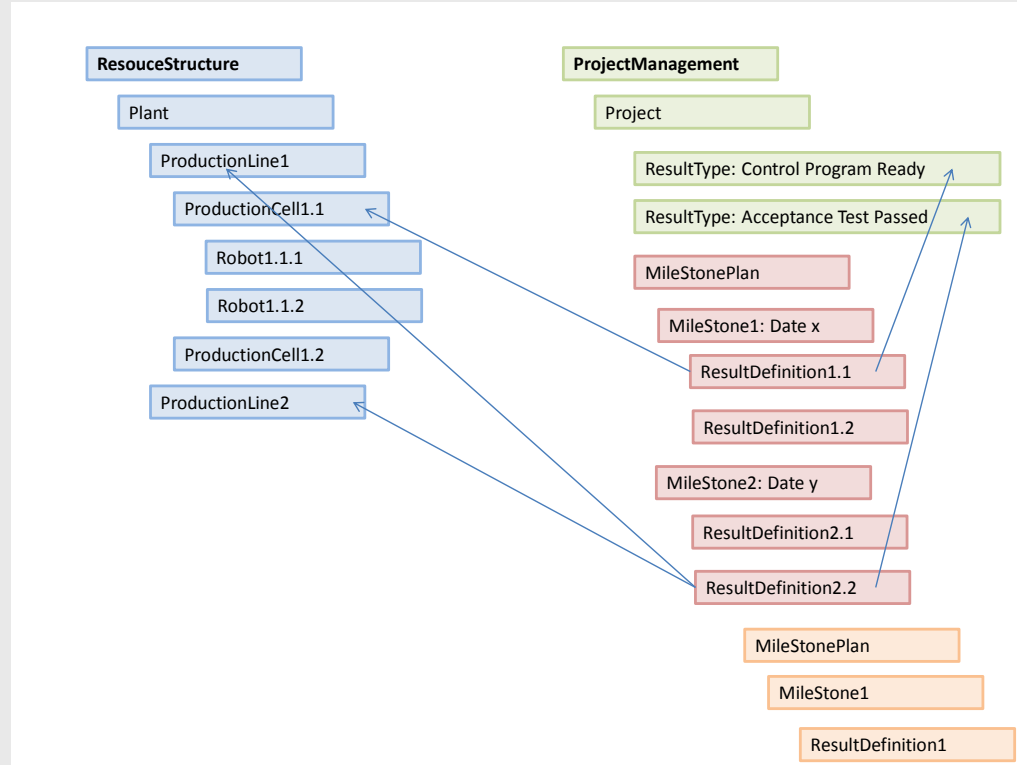 ResouceStructure
Plant
ProductionLine1
ProductionCell1.1
Robot1.1.1
Robot1.1.2
ProductionCell1.2
ProductionLine2
ProjectManagement
Project
ResultType: Control Program Ready
ResultType: Acceptance Test Passed
MileStonePlan
MileStone1: Date x
ResultDefinition1.1
ResultDefinition1.2
MileStone2: Date y
ResultDefinition2.1
ResultDefinition2.2
MileStonePlan
MileStone1
ResultDefinition1